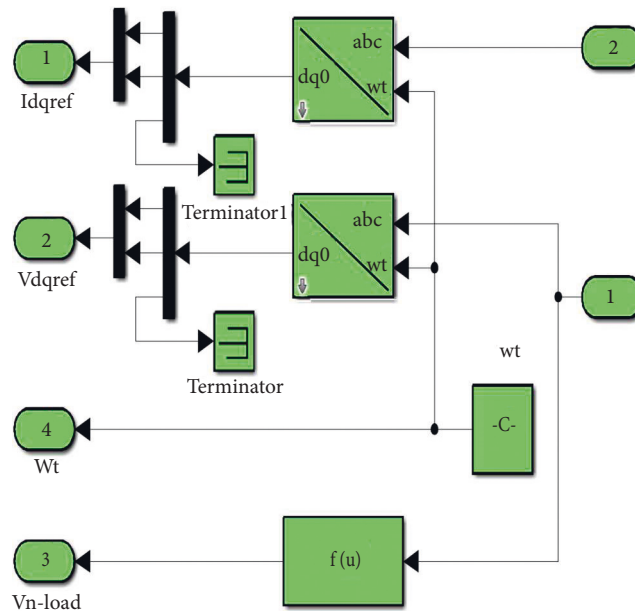 1
Idqref
abc
dq0
wt
2
Terminator1
2
Vdqref
abc
dq0
wt
1
Terminator
wt
-C-
4
Wt
3
Vn-load
f (u)